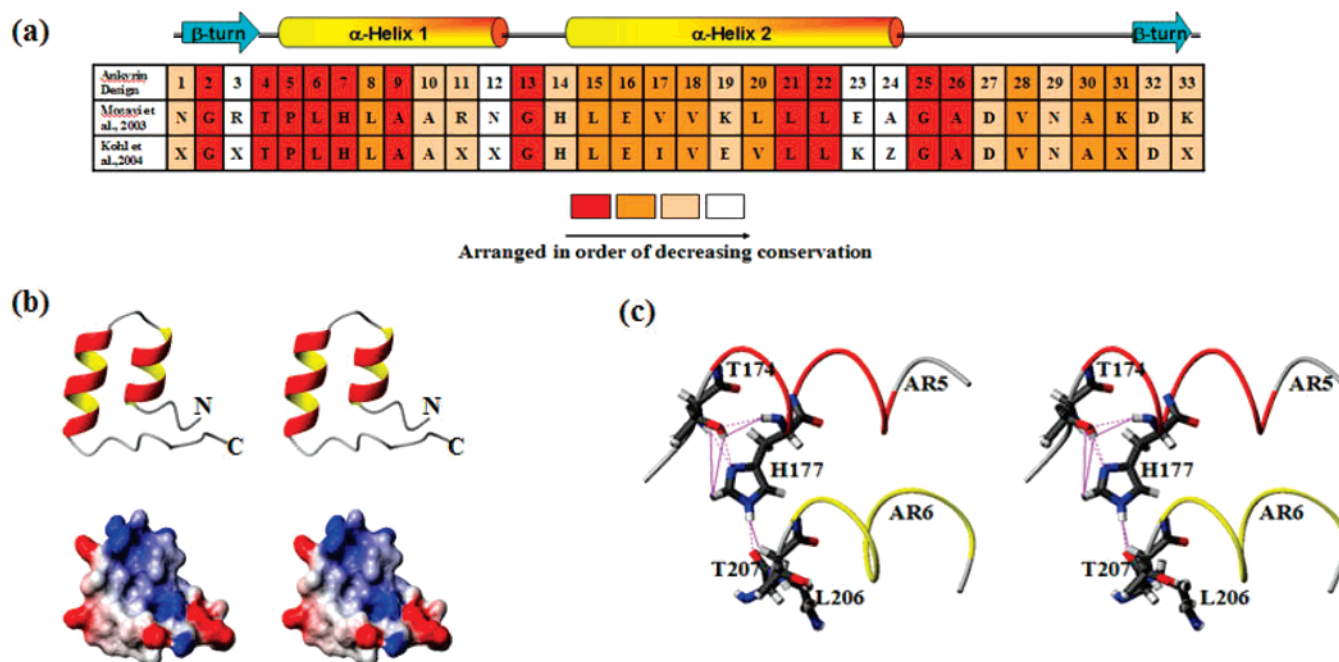 (a)
β-turn α-Helix 1 α-Helix 2 β-turn
Ankyrin Design 1 2 3 4 5 6 7 8 9 10 11 12 13 14 15 16 17 18 19 20 21 22 23 24 25 26 27 28 29 30 31 32 33
Mosavi et al., 2003 N G R T P L H L A A R N G H L E V V K L L L E A G A D V N A K D K
Kohl et al.,2004 X G X T P L H L A A X X G H L E I V E V L L K Z G A D V N A X D X
Arranged in order of decreasing conservation
(b)
N
C
N
C
(c)
T174
AR5
H177
AR6
T207
L206
T174
AR5
H177
AR6
T207
L206